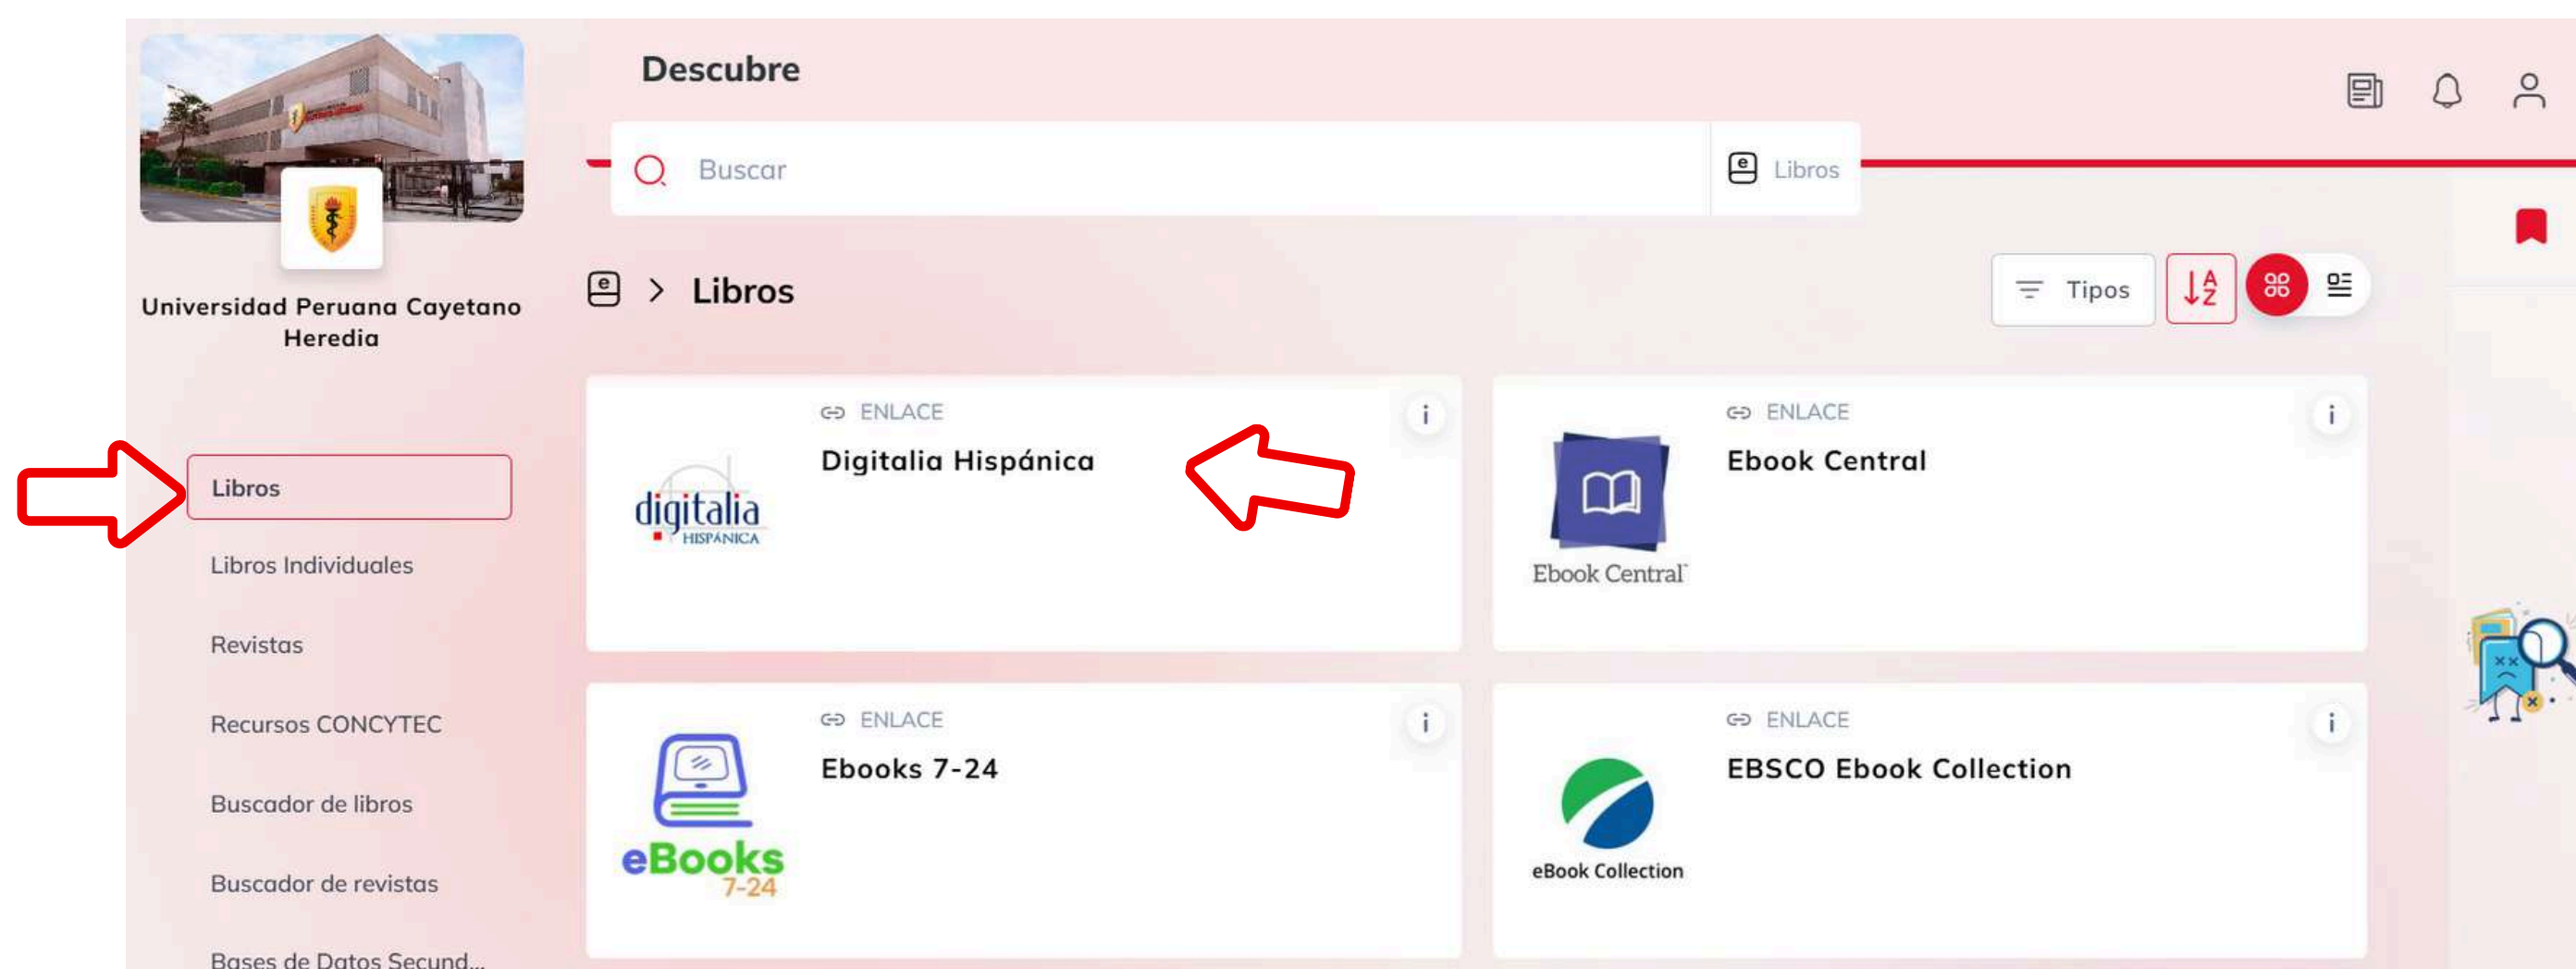 Descubre
Buscar
Libros
Universidad Peruana Cayetano
Heredia
Libros
Tipos
A
Z
Libros
Libros Individuales
Revistas
Recursos CONCYTEC
Buscador de libros
Buscador de revistas
Bases de Datos Secund...
ENLACE
Digitalia Hispánica
digitalia
HISPÁNICA
ENLACE
Ebook Central
Ebook Central
ENLACE
Ebooks 7-24
eBooks
7-24
ENLACE
EBSCO Ebook Collection
eBook Collection